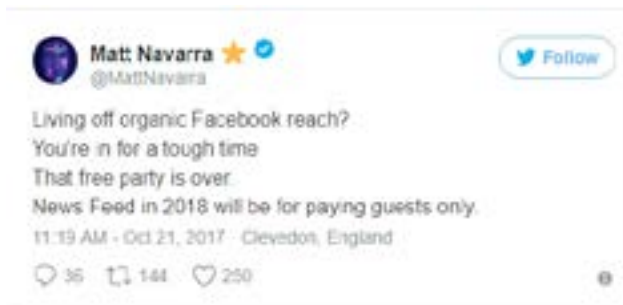 Matt Navarra
@MattNavarra
Follow
Living off organic Facebook reach?
You're in for a tough time
That free party is over.
News Feed in 2018 will be for paying guests only.
11:19 AM - Oct 21, 2017 · Clevedon, England
36 144 250